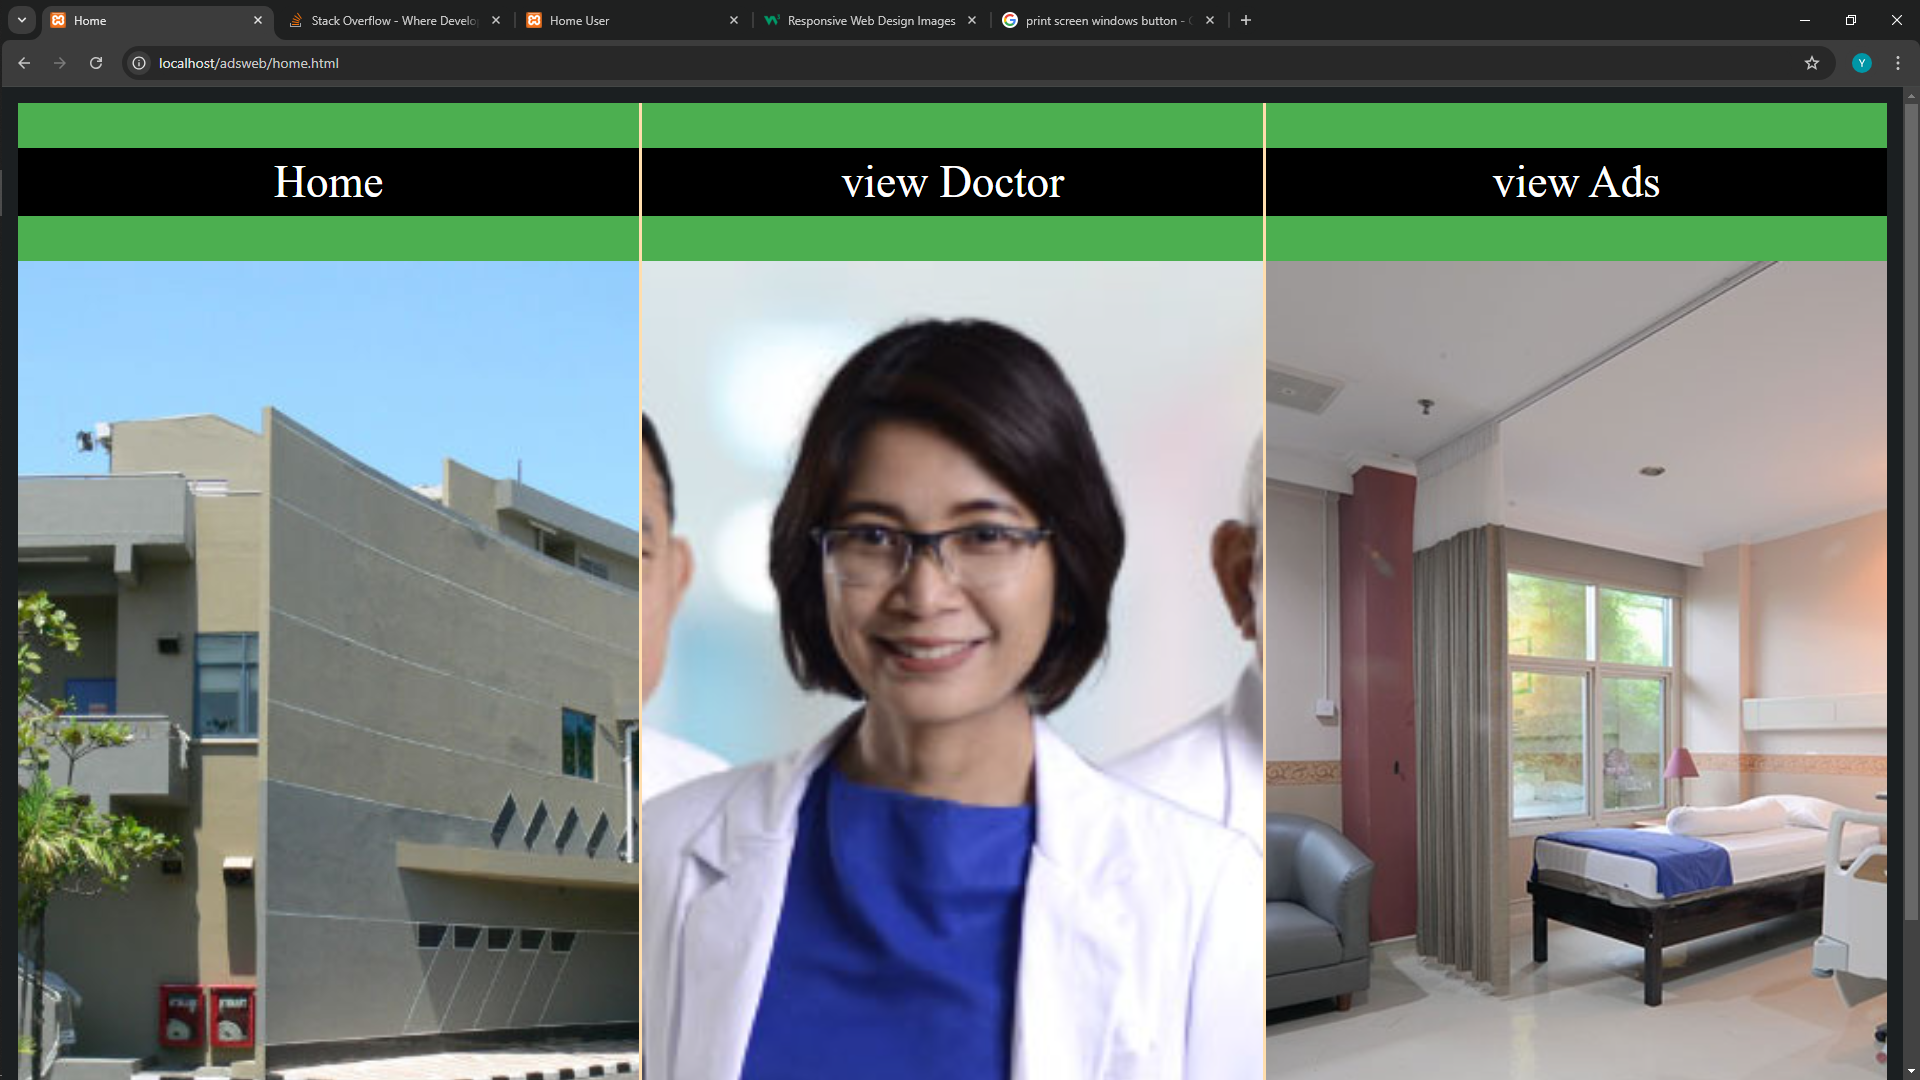 Home
Stack Overflow - Where Develo
Home User
Responsive Web Design Images
print screen windows button -
localhost/adsweb/home.html
Y
Home
view Doctor
view Ads